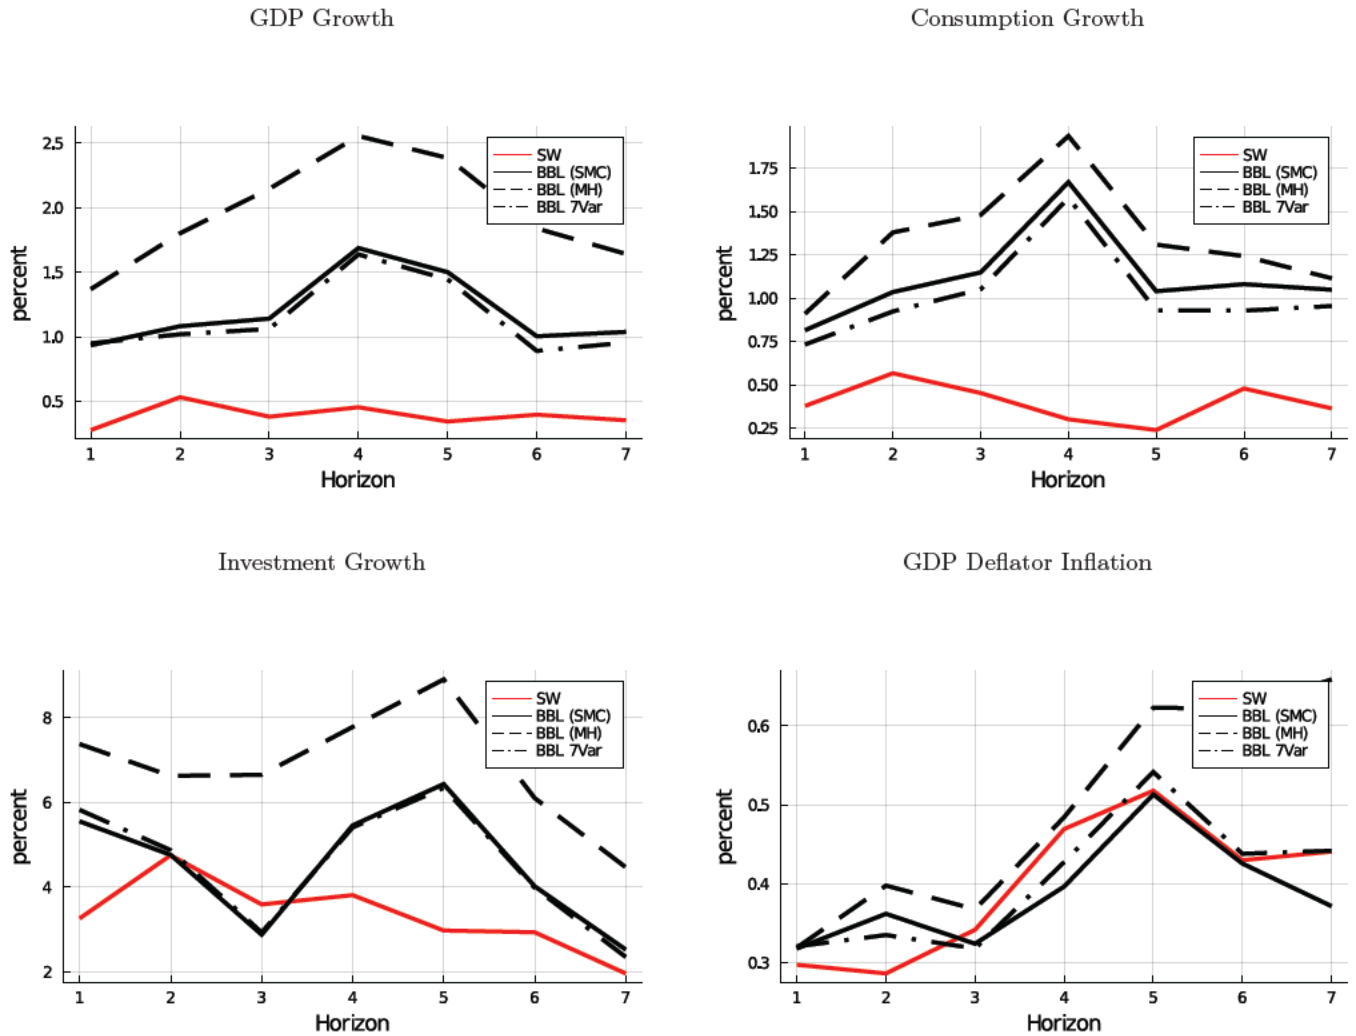 GDP Growth
Consumption Growth
2.5
2.0
1.5
1.0
0.5
percent
SW
BBL (SMC)
BBL (MH)
BBL 7Var
1 2 3 4 5 6 7
Horizon
1.75
1.50
1.25
1.00
0.75
0.50
0.25
percent
SW
BBL (SMC)
BBL (MH)
BBL 7Var
1 2 3 4 5 6 7
Horizon
Investment Growth
GDP Deflator Inflation
8
6
4
2
percent
SW
BBL (SMC)
BBL (MH)
BBL 7Var
1 2 3 4 5 6 7
Horizon
0.6
0.5
0.4
0.3
percent
SW
BBL (SMC)
BBL (MH)
BBL 7Var
1 2 3 4 5 6 7
Horizon